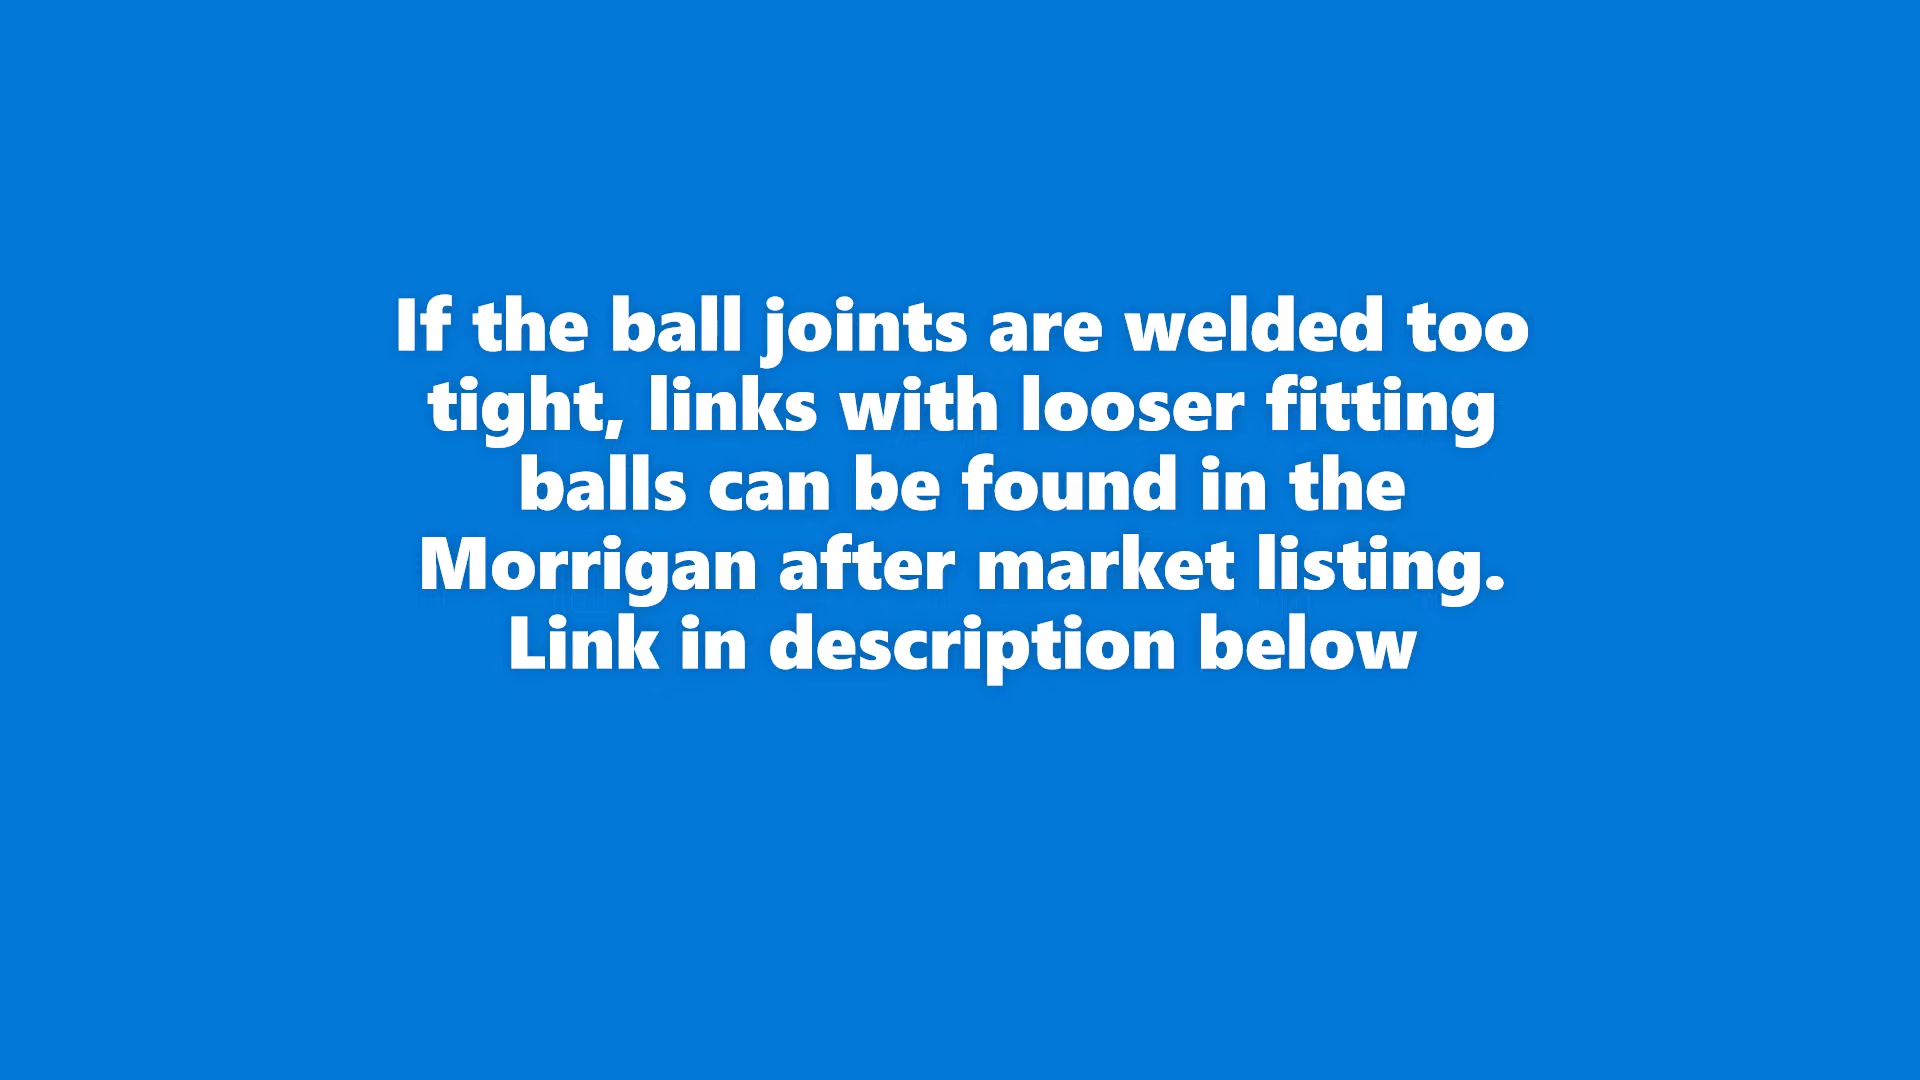 If the ball joints are welded too
tight, links with looser fitting
balls can be found in the
Morrigan after market listing.
Link in description below